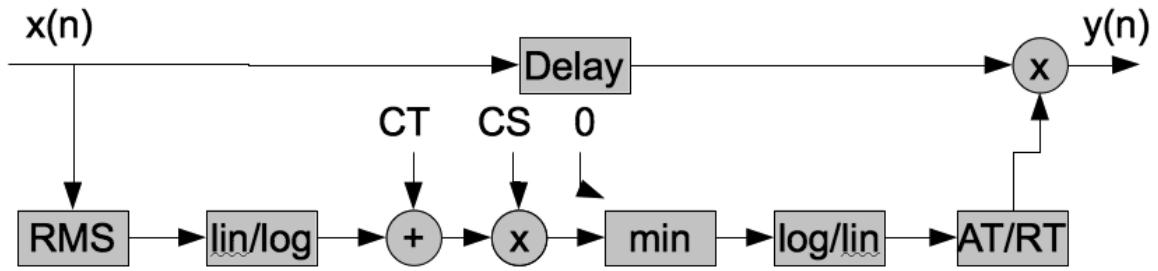 x(n) y(n)
Delay x
CT CS 0
RMS lin/log + x min log/lin AT/RT